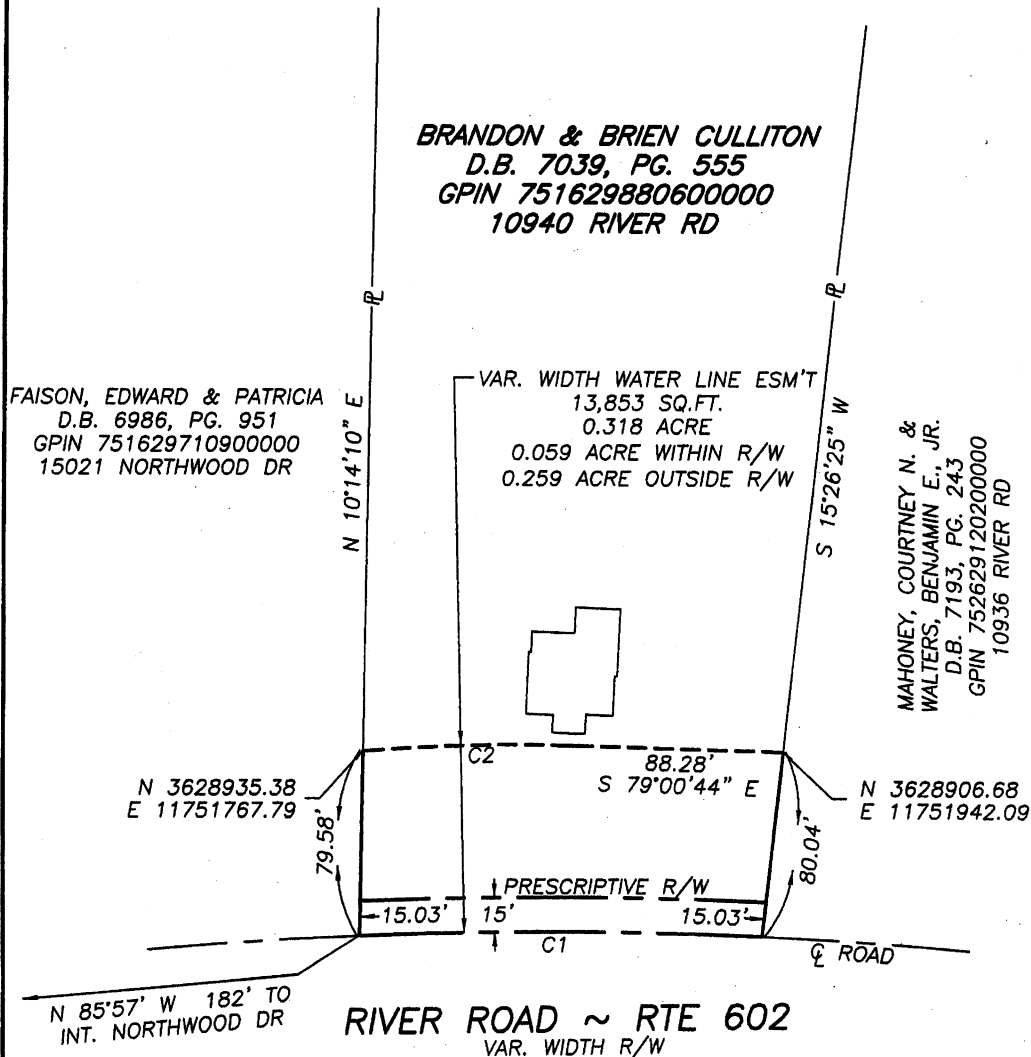 BRANDON & BRIEN CULLITON
D.B. 7039, PG. 555
GPIN 751629880600000
10940 RIVER RD
PL
PL
FAISON, EDWARD & PATRICIA
D.B. 6986, PG. 951
GPIN 751629710900000
15021 NORTHWOOD DR
N 10°14'10" E
VAR. WIDTH WATER LINE ESM'T
13,853 SQ.FT.
0.318 ACRE
0.059 ACRE WITHIN R/W
0.259 ACRE OUTSIDE R/W
S 15°26'25" W
MAHONEY, COURTNEY N. &
WALTERS, BENJAMIN E., JR.
D.B. 7193, PG. 243
GPIN 752629120200000
10936 RIVER RD
C2
88.28'
S 79°00'44" E
N 3628935.38
E 11751767.79
N 3628906.68
E 11751942.09
79.58'
80.04'
PRESCRIPTIVE R/W
15.03'
15'
15.03'
C1
CL ROAD
N 85°57' W 182' TO
INT. NORTHWOOD DR
RIVER ROAD ~ RTE 602
VAR. WIDTH R/W